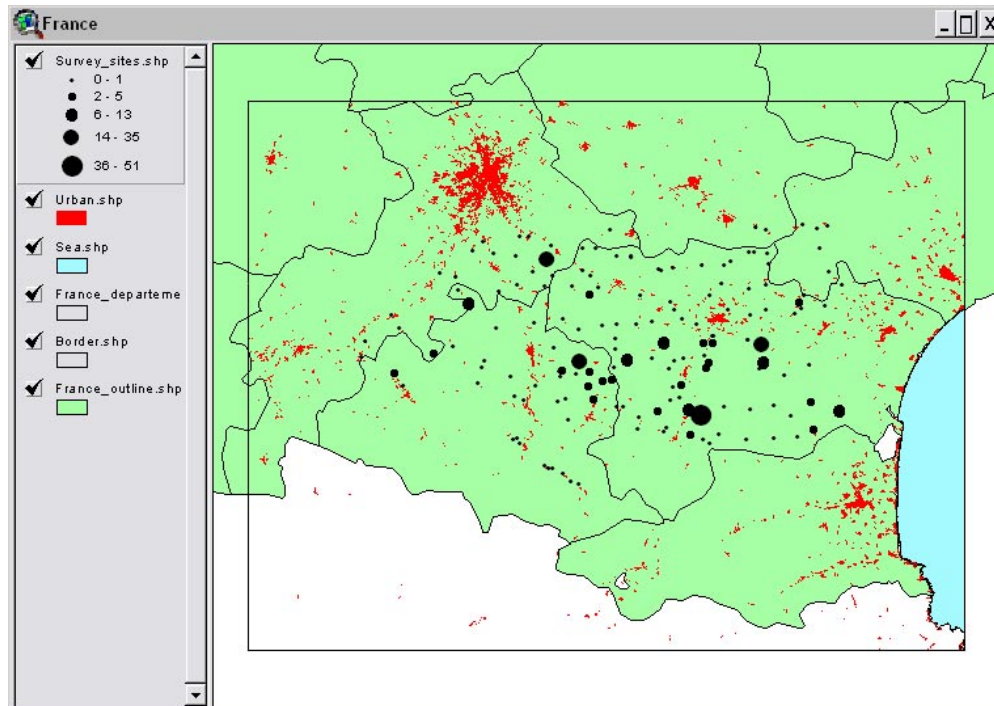 France
Survey_sites.shp
0 - 1
2 - 5
6 - 13
14 - 35
36 - 51
Urban.shp
Sea.shp
France_departeme
Border.shp
France_outline.shp